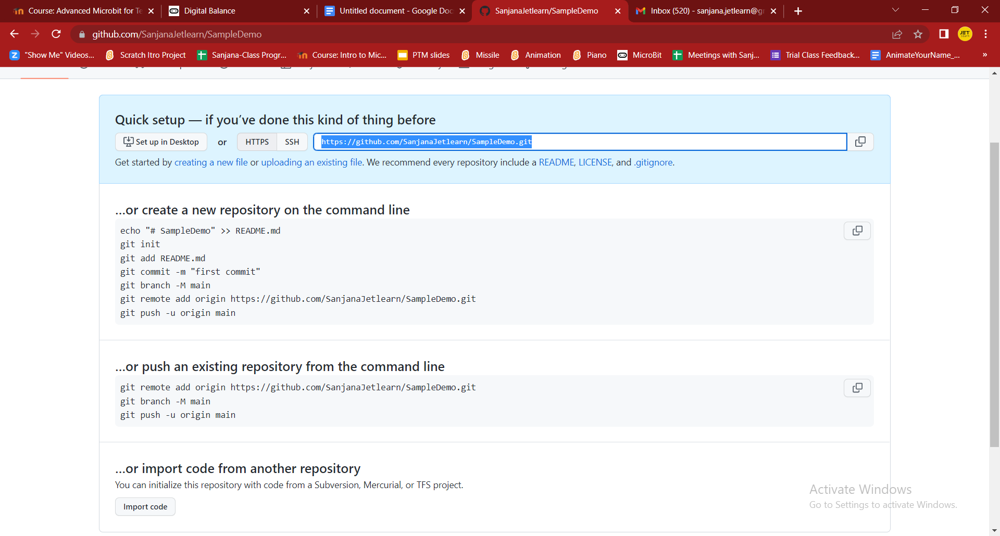 Course: Advanced Microbit for Te
Digital Balance
Untitled document - Google Doc
SanjanaJetlearn/SampleDemo
Inbox (520) - sanjana.jetlearn@g
github.com/SanjanaJetlearn/SampleDemo
"Show Me" Videos...
Scratch Itro Project
Sanjana-Class Progr...
Course: Intro to Mic...
PTM slides
Missile
Animation
Piano
MicroBit
Meetings with Sanj...
Trial Class Feedback...
AnimateYourName_...
»
Quick setup — if you’ve done this kind of thing before
Set up in Desktop or HTTPS SSH https://github.com/SanjanaJetlearn/SampleDemo.git
Get started by creating a new file or uploading an existing file. We recommend every repository include a README, LICENSE, and .gitignore.
...or create a new repository on the command line
echo "# SampleDemo" >> README.md
git init
git add README.md
git commit -m "first commit"
git branch -M main
git remote add origin https://github.com/SanjanaJetlearn/SampleDemo.git
git push -u origin main
...or push an existing repository from the command line
git remote add origin https://github.com/SanjanaJetlearn/SampleDemo.git
git branch -M main
git push -u origin main
...or import code from another repository
You can initialize this repository with code from a Subversion, Mercurial, or TFS project.
Import code
Activate Windows
Go to Settings to activate Windows.